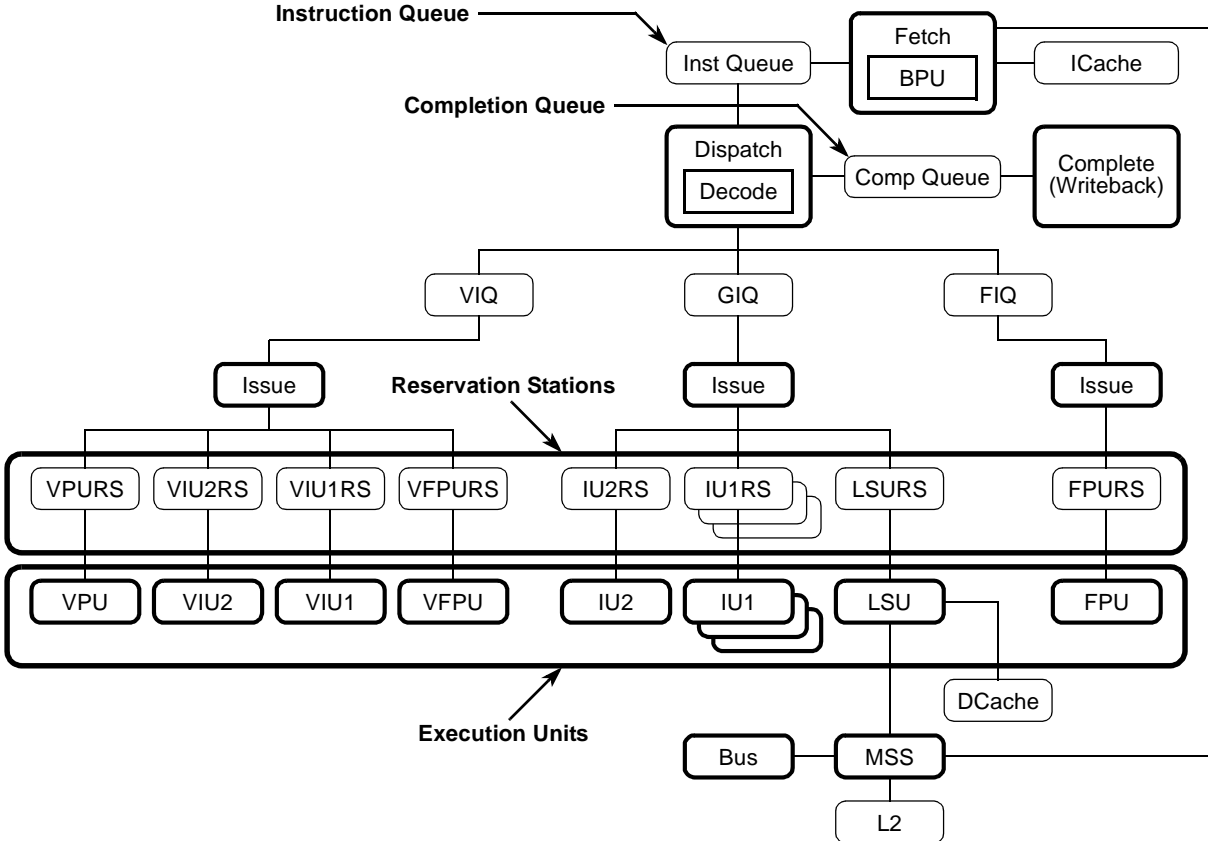 Instruction Queue
Fetch
Inst Queue
BPU
ICache
Completion Queue
Dispatch
Decode
Comp Queue
Complete
(Writeback)
VIQ
GIQ
FIQ
Issue
Reservation Stations
Issue
Issue
VPURS
VIU2RS
VIU1RS
VFPURS
IU2RS
IU1RS
LSURS
FPURS
VPU
VIU2
VIU1
VFPU
IU2
IU1
LSU
FPU
DCache
Execution Units
Bus
MSS
L2